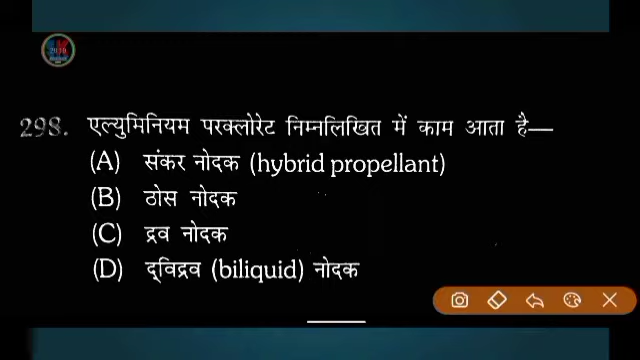 298. एल्युमिनियम परक्लोरेट निम्नलिखित में काम आता है—
(A) संकर नोदक (hybrid propellant)
(B) ठोस नोदक
(C) द्रव नोदक
(D) द्विद्रव (biliquid) नोदक